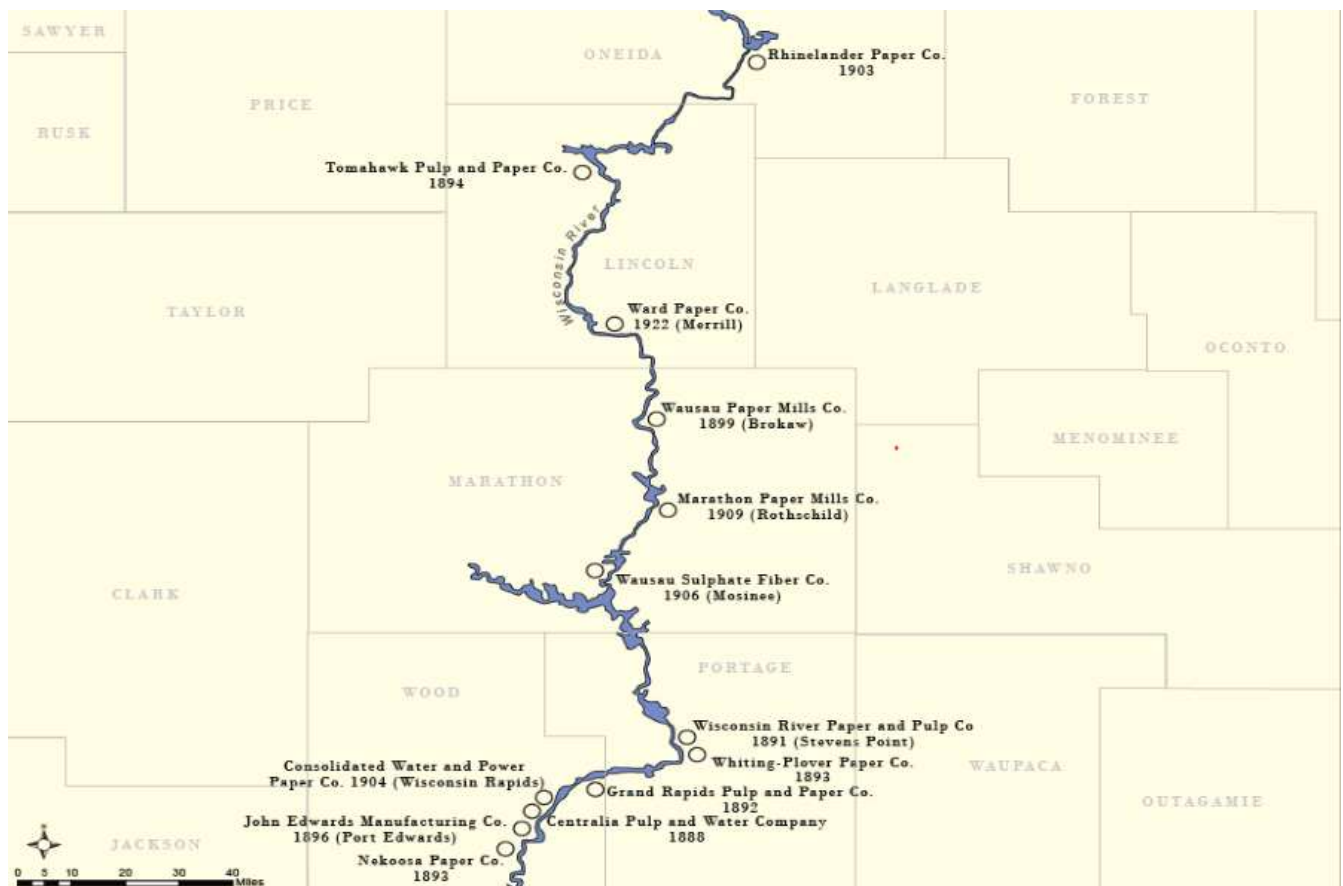 SAWYER
ONEIDA
Rhinelander Paper Co.
1903
PRICE
FOREST
RUSK
Tomahawk Pulp and Paper Co.
1894
Wisconsin River
LINCOLN
LANGLADE
TAYLOR
Ward Paper Co.
1922 (Merrill)
OCONTO
Wausau Paper Mills Co.
1899 (Brokaw)
MENOMINEE
MARATHON
Marathon Paper Mills Co.
1909 (Rothschild)
SHAWNO
Wausau Sulphate Fiber Co.
1906 (Mosinee)
CLARK
PORTAGE
WOOD
Wisconsin River Paper and Pulp Co
1891 (Stevens Point)
Whiting-Plover Paper Co.
1893
WAUPACA
Consolidated Water and Power
Paper Co. 1904 (Wisconsin Rapids)
Grand Rapids Pulp and Paper Co.
1892
OUTAGAMIE
John Edwards Manufacturing Co.
1896 (Port Edwards)
Centralia Pulp and Water Company
1888
JACKSON
Nekoosa Paper Co.
1893
0 5 10 20 30 40
Miles